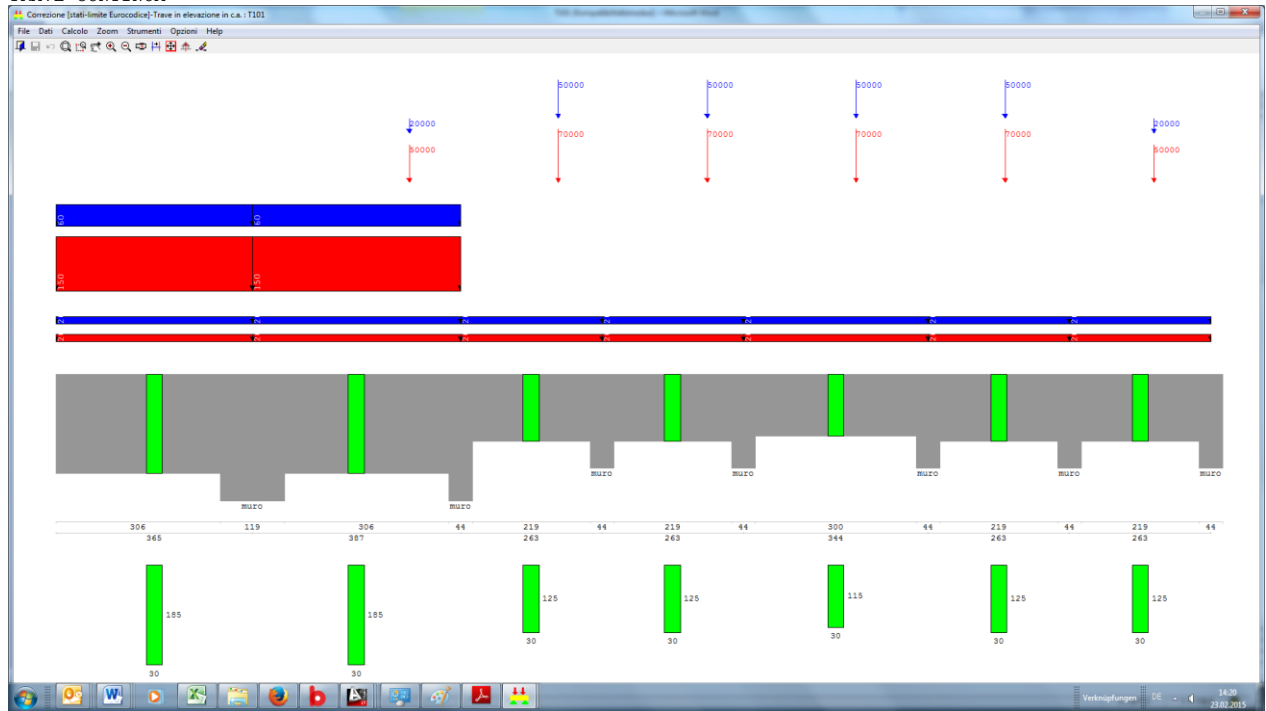 Correzione [stati-limite Eurocodice]-Trave in elevazione in c.a. : T101
File Dati Calcolo Zoom Strumenti Opzioni Help
50000 50000 50000 50000
20000 20000
70000 70000 70000 70000
50000 50000
60 60
150 150
muro muro muro muro muro
muro muro
306 119 306 44 219 44 219 44 300 44 219 44 219 44
365 387 263 263 344 263 263
185 185 125 125 115 125 125
30 30 30 30 30
30 30
Verknüpfungen DE 14:20
23.02.2015